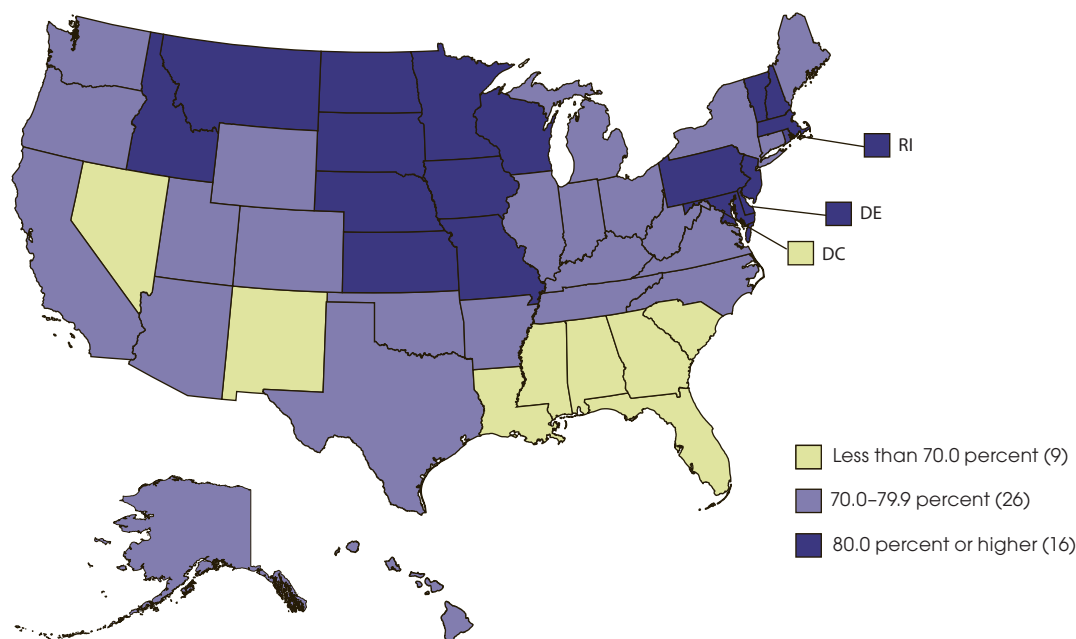 RI
DE
DC
Less than 70.0 percent (9)
70.0–79.9 percent (26)
80.0 percent or higher (16)